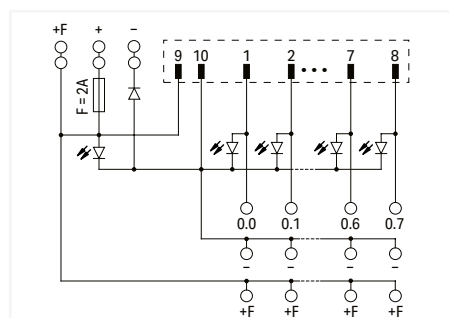 +F + –
9 10 1 2 ••• 7 8
F = 2A
0.0 0.1 0.6 0.7
– – – –
+F +F +F +F